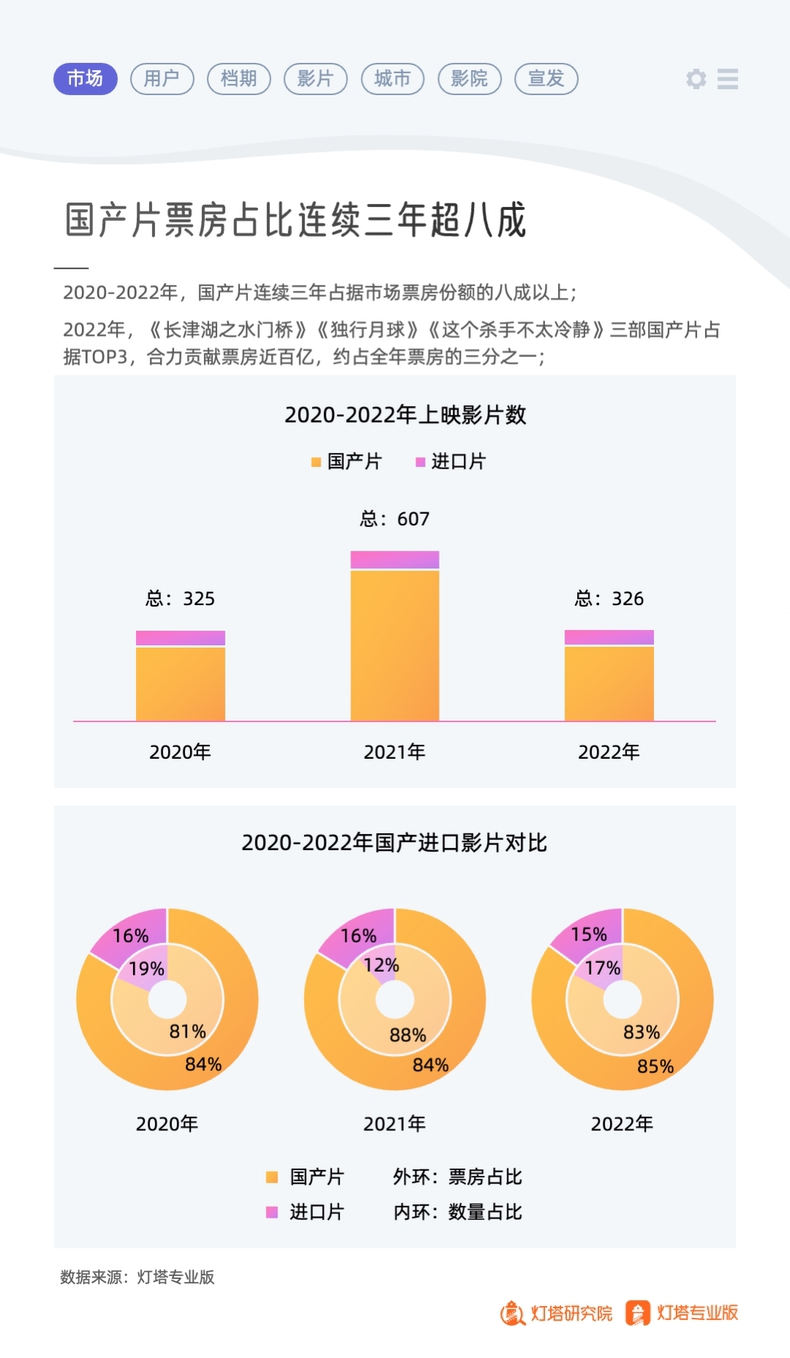 市场 用户 档期 影片 城市 影院 宣发
国产片票房占比连续三年超八成
2020-2022年，国产片连续三年占据市场票房份额的八成以上；
2022年，《长津湖之水门桥》《独行月球》《这个杀手不太冷静》三部国产片占
据TOP3，合力贡献票房近百亿，约占全年票房的三分之一；
2020-2022年上映影片数
国产片 进口片
总：607
总：325
总：326
2020年 2021年 2022年
2020-2022年国产进口影片对比
16% 16% 15%
19% 12% 17%
81% 88% 83%
84% 84% 85%
2020年 2021年 2022年
国产片 外环：票房占比
进口片 内环：数量占比
数据来源：灯塔专业版
灯塔研究院 灯塔专业版